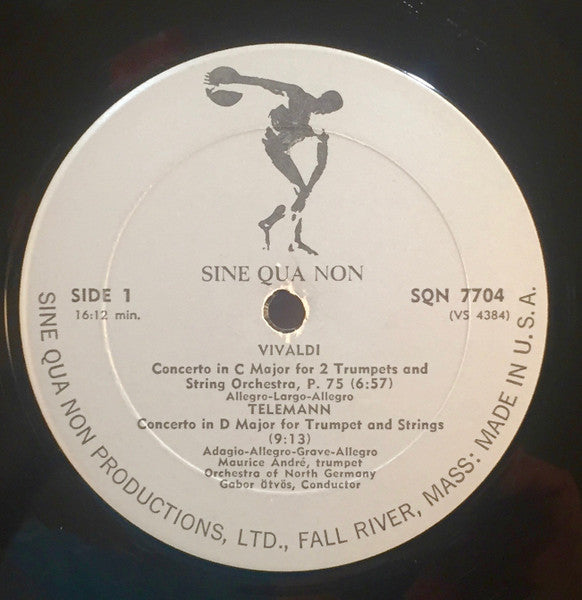 SINE QUA NON
SIDE 1
16:12 min.
SQN 7704
(VS 4384)
VIVALDI
Concerto in C Major for 2 Trumpets and
String Orchestra, P. 75 (6:57)
Allegro-Largo-Allegro
TELEMANN
Concerto in D Major for Trumpet and Strings
(9:13)
Adagio-Allegro-Grave-Allegro
Maurice André, trumpet
Orchestra of North Germany
Gabor ötvös, Conductor
SINE QUA NON PRODUCTIONS, LTD., FALL RIVER, MASS: MADE IN U.S.A.